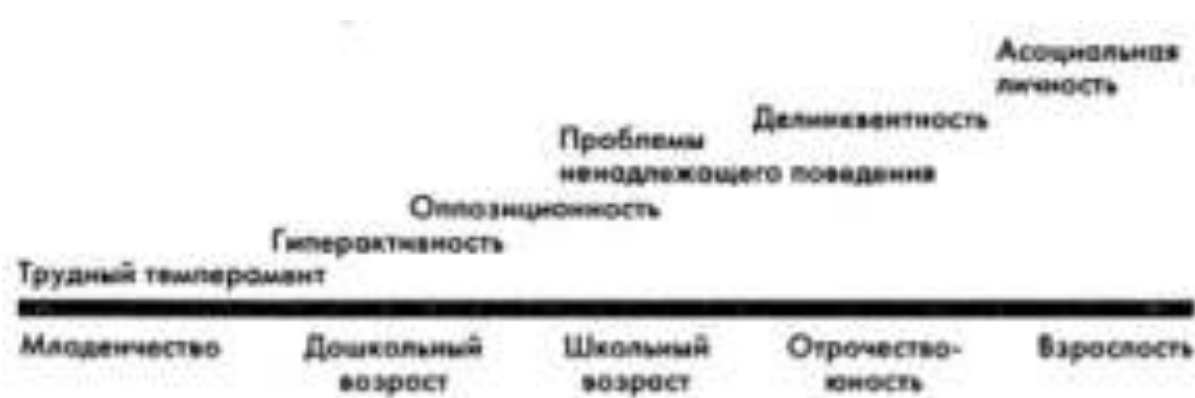 Асоциальная
личность
Делинквентность
Проблемы
ненадлежащего поведения
Оппозиционность
Гиперактивность
Трудный темперамент
Младенчество
Дошкольный
возраст
Школьный
возраст
Отрочество-
юность
Взрослость